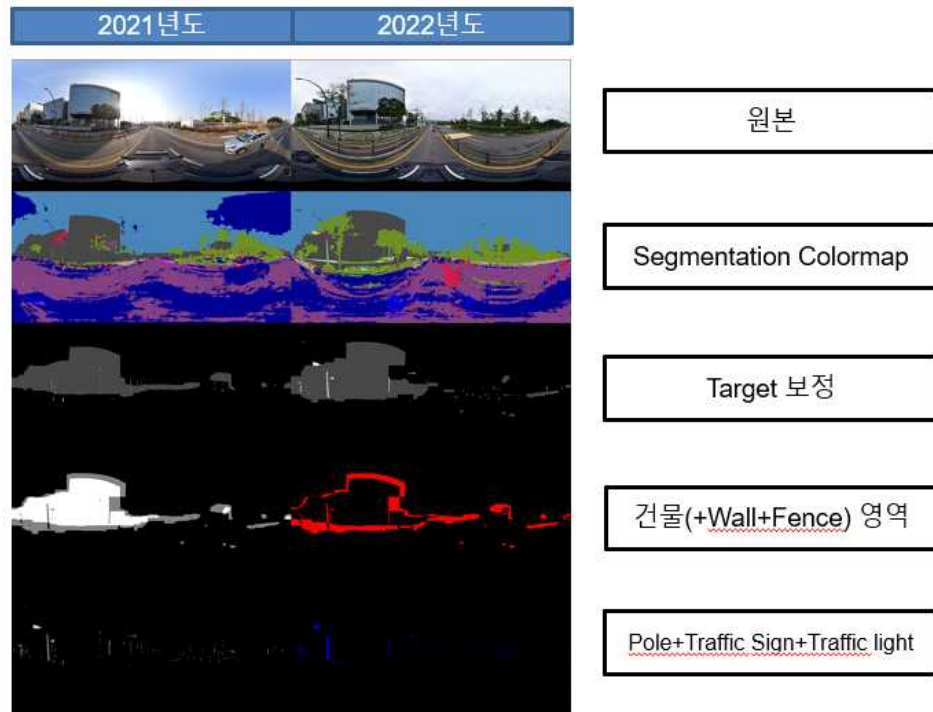 2021년도
2022년도
원본
Segmentation Colormap
Target 보정
건물(+Wall+Fence) 영역
Pole+Traffic Sign+Traffic light